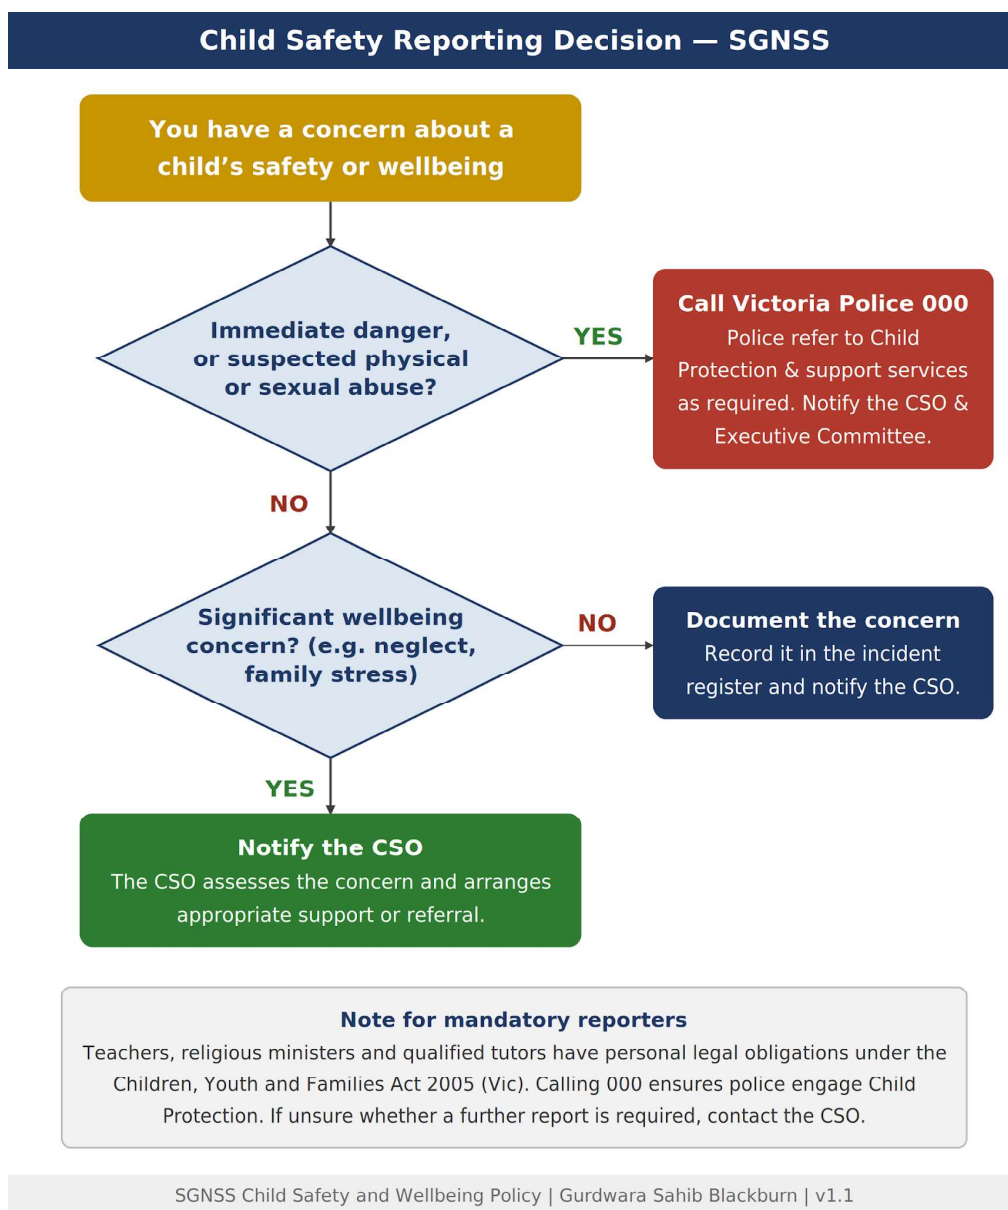 Child Safety Reporting Decision — SGNSS
You have a concern about a
child’s safety or wellbeing
Immediate danger,
or suspected physical
or sexual abuse?
YES
Call Victoria Police 000
Police refer to Child
Protection & support services
as required. Notify the CSO &
Executive Committee.
NO
Significant wellbeing
concern? (e.g. neglect,
family stress)
NO
Document the concern
Record it in the incident
register and notify the CSO.
YES
Notify the CSO
The CSO assesses the concern and arranges
appropriate support or referral.
Note for mandatory reporters
Teachers, religious ministers and qualified tutors have personal legal obligations under the
Children, Youth and Families Act 2005 (Vic). Calling 000 ensures police engage Child
Protection. If unsure whether a further report is required, contact the CSO.
SGNSS Child Safety and Wellbeing Policy | Gurdwara Sahib Blackburn | v1.1